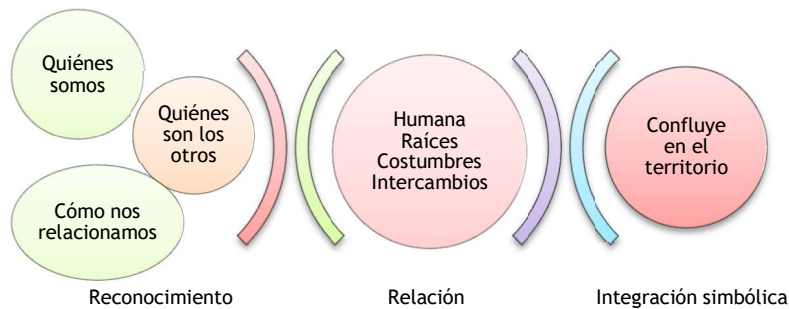 Quiénes
somos
Quiénes
son los
otros
Cómo nos
relacionamos
Humana
Raíces
Costumbres
Intercambios
Confluye
en el
territorio
Reconocimiento
Relación
Integración simbólica